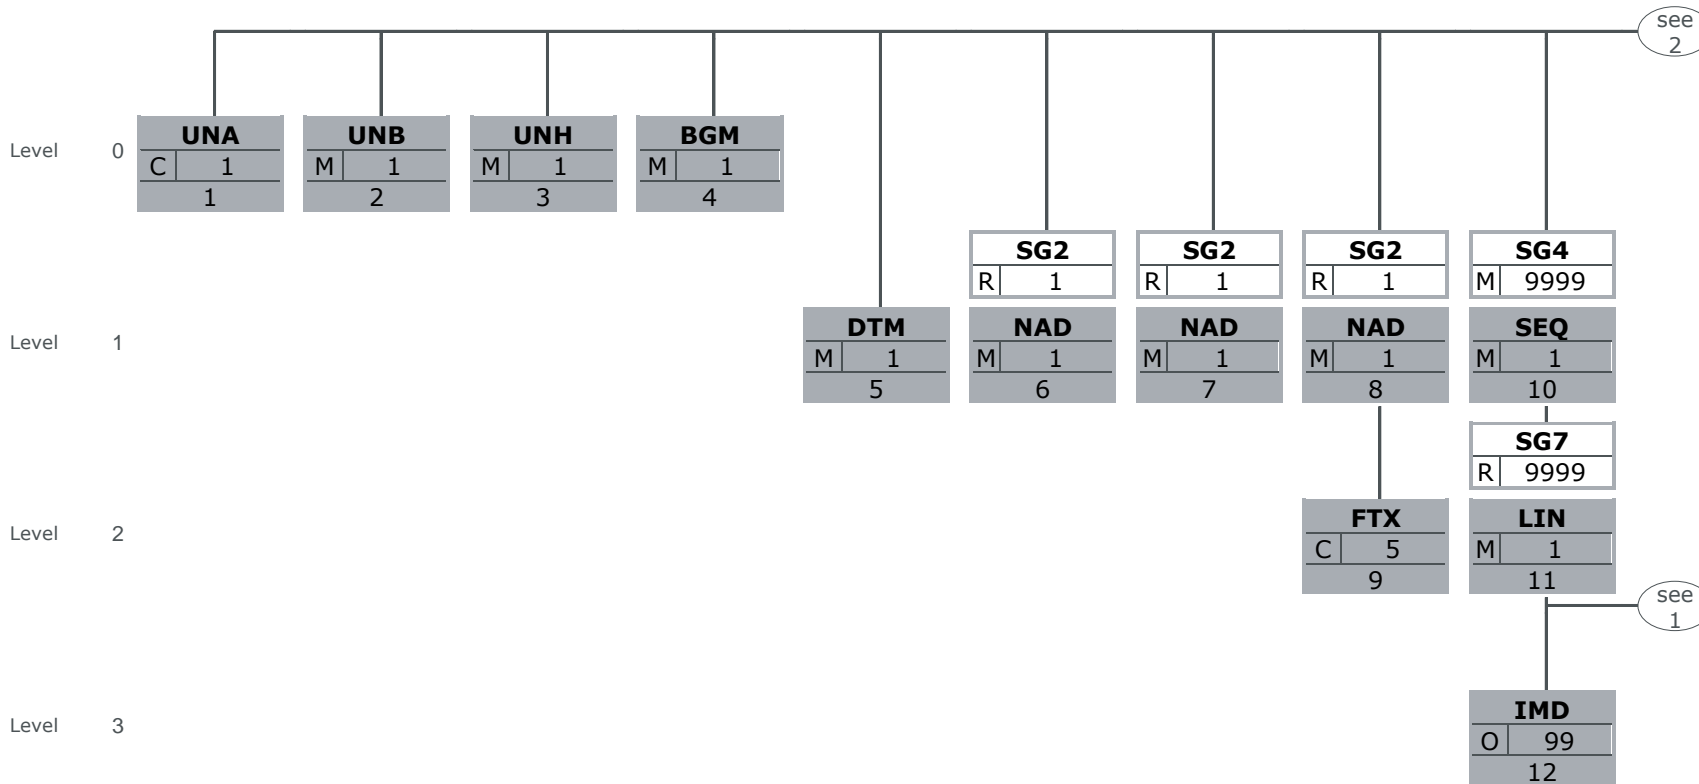 see
2
Level 0
UNA UNB UNH BGM
C 1 M 1 M 1 M 1
1 2 3 4
SG2 SG2 SG2 SG4
R 1 R 1 R 1 M 9999
Level 1
DTM NAD NAD NAD SEQ
M 1 M 1 M 1 M 1 M 1
5 6 7 8 10
SG7
R 9999
Level 2
FTX LIN
C 5 M 1
9 11
see
1
Level 3
IMD
O 99
12